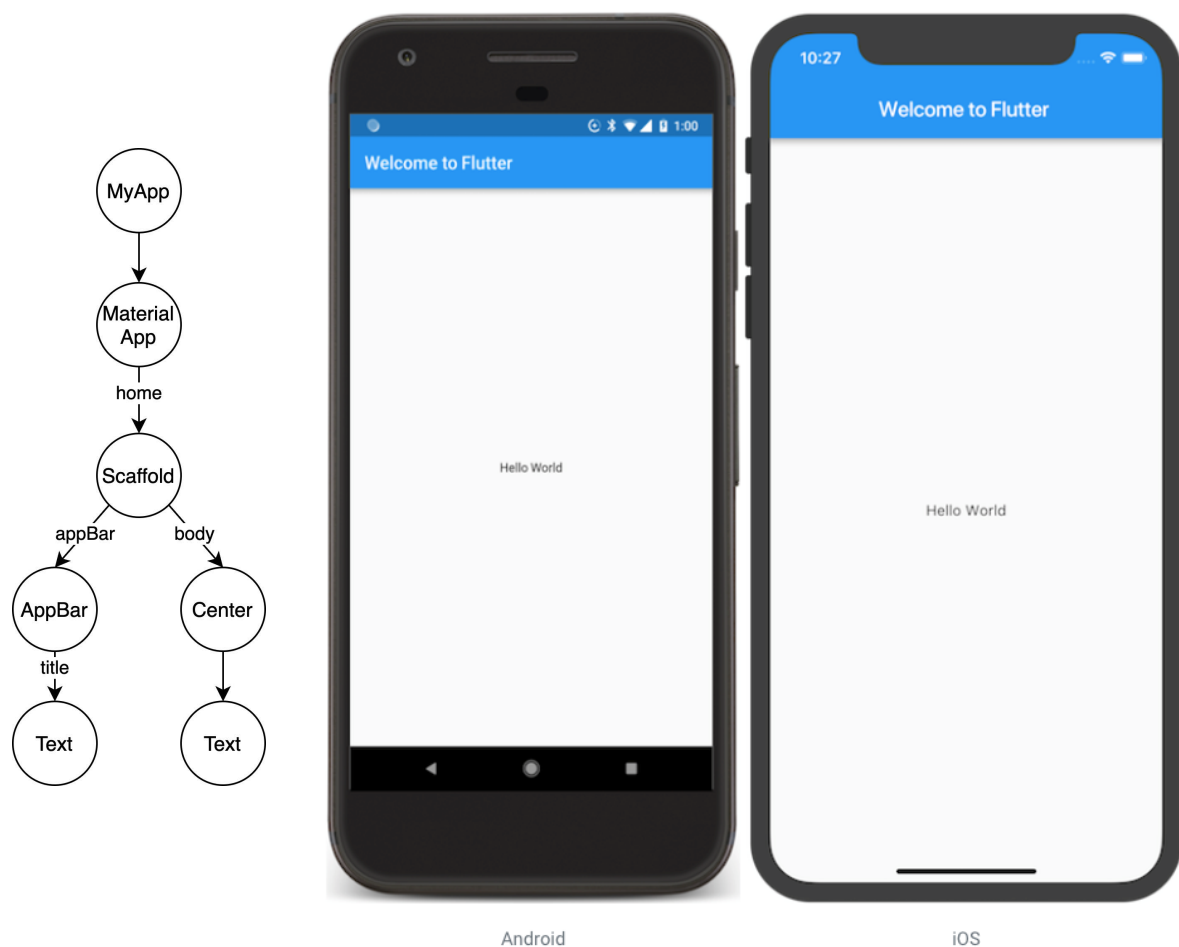 MyApp
Material
App
home
Scaffold
appBar
body
AppBar
Center
title
Text
Text
1:00
Welcome to Flutter
Hello World
Android
10:27
Welcome to Flutter
Hello World
iOS